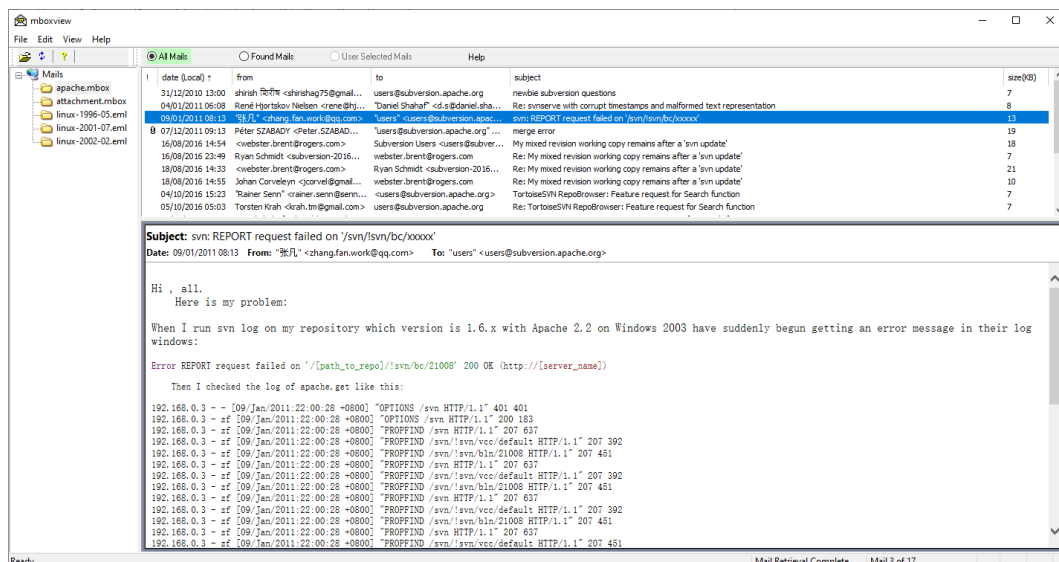 mboxview
File Edit View Help
All Mails Found Mails User Selected Mails Help
Mails
apache.mbox
attachment.mbox
linux-1996-05.eml
linux-2001-07.eml
linux-2002-02.eml
! date (Local) ↑ from to subject size(KB)
31/12/2010 13:00 shirish शिरीष <shirishag75@gmail... users@subversion.apache.org newbie subversion questions 7
04/01/2011 06:08 René Hjortskov Nielsen <rene@hj... "Daniel Shahaf" <d.s@daniel.sha... Re: svnserve with corrupt timestamps and malformed text representation 8
09/01/2011 08:13 "张凡" <zhang.fan.work@qq.com> "users" <users@subversion.apac... svn: REPORT request failed on '/svn/!svn/bc/xxxxx' 13
07/12/2011 09:13 Péter SZABADY <Peter.SZABAD... "users@subversion.apache.org" ... merge error 19
16/08/2016 14:54 <webster.brent@rogers.com> Subversion Users <users@subver... My mixed revision working copy remains after a 'svn update' 18
16/08/2016 23:49 Ryan Schmidt <subversion-2016... webster.brent@rogers.com Re: My mixed revision working copy remains after a 'svn update' 7
18/08/2016 14:33 <webster.brent@rogers.com> Ryan Schmidt <subversion-2016... Re: My mixed revision working copy remains after a 'svn update' 21
18/08/2016 14:55 Johan Corveleyn <jcorvel@gmail... webster.brent@rogers.com Re: My mixed revision working copy remains after a 'svn update' 10
04/10/2016 15:23 "Rainer Senn" <rainer.senn@senn... <users@subversion.apache.org> TortoiseSVN RepoBrowser: Feature request for Search function 7
05/10/2016 05:03 Torsten Krah <krah.tm@gmail.com> users@subversion.apache.org Re: TortoiseSVN RepoBrowser: Feature request for Search function 7
Subject: svn: REPORT request failed on '/svn/!svn/bc/xxxxx'
Date: 09/01/2011 08:13 From: "张凡" <zhang.fan.work@qq.com> To: "users" <users@subversion.apache.org>
Hi , all.
Here is my problem:
When I run svn log on my repository which version is 1.6.x with Apache 2.2 on Windows 2003 have suddenly begun getting an error message in their log
windows:
Error REPORT request failed on '/[path_to_repo]/!svn/bc/21008' 200 OK (http://[server_name])
Then I checked the log of apache,get like this:
192.168.0.3 - - [09/Jan/2011:22:00:28 +0800] "OPTIONS /svn HTTP/1.1" 401 401
192.168.0.3 - zf [09/Jan/2011:22:00:28 +0800] "OPTIONS /svn HTTP/1.1" 200 183
192.168.0.3 - zf [09/Jan/2011:22:00:28 +0800] "PROPFIND /svn HTTP/1.1" 207 637
192.168.0.3 - zf [09/Jan/2011:22:00:28 +0800] "PROPFIND /svn/!svn/vcc/default HTTP/1.1" 207 392
192.168.0.3 - zf [09/Jan/2011:22:00:28 +0800] "PROPFIND /svn/!svn/bln/21008 HTTP/1.1" 207 451
192.168.0.3 - zf [09/Jan/2011:22:00:28 +0800] "PROPFIND /svn HTTP/1.1" 207 637
192.168.0.3 - zf [09/Jan/2011:22:00:28 +0800] "PROPFIND /svn/!svn/vcc/default HTTP/1.1" 207 392
192.168.0.3 - zf [09/Jan/2011:22:00:28 +0800] "PROPFIND /svn/!svn/bln/21008 HTTP/1.1" 207 451
192.168.0.3 - zf [09/Jan/2011:22:00:28 +0800] "PROPFIND /svn HTTP/1.1" 207 637
192.168.0.3 - zf [09/Jan/2011:22:00:28 +0800] "PROPFIND /svn/!svn/vcc/default HTTP/1.1" 207 392
192.168.0.3 - zf [09/Jan/2011:22:00:28 +0800] "PROPFIND /svn/!svn/bln/21008 HTTP/1.1" 207 451
192.168.0.3 - zf [09/Jan/2011:22:00:28 +0800] "PROPFIND /svn HTTP/1.1" 207 637
192.168.0.3 - zf [09/Jan/2011:22:00:28 +0800] "PROPFIND /svn/!svn/vcc/default HTTP/1.1" 207 451
Ready Mail Retrieval Complete Mail 3 of 17